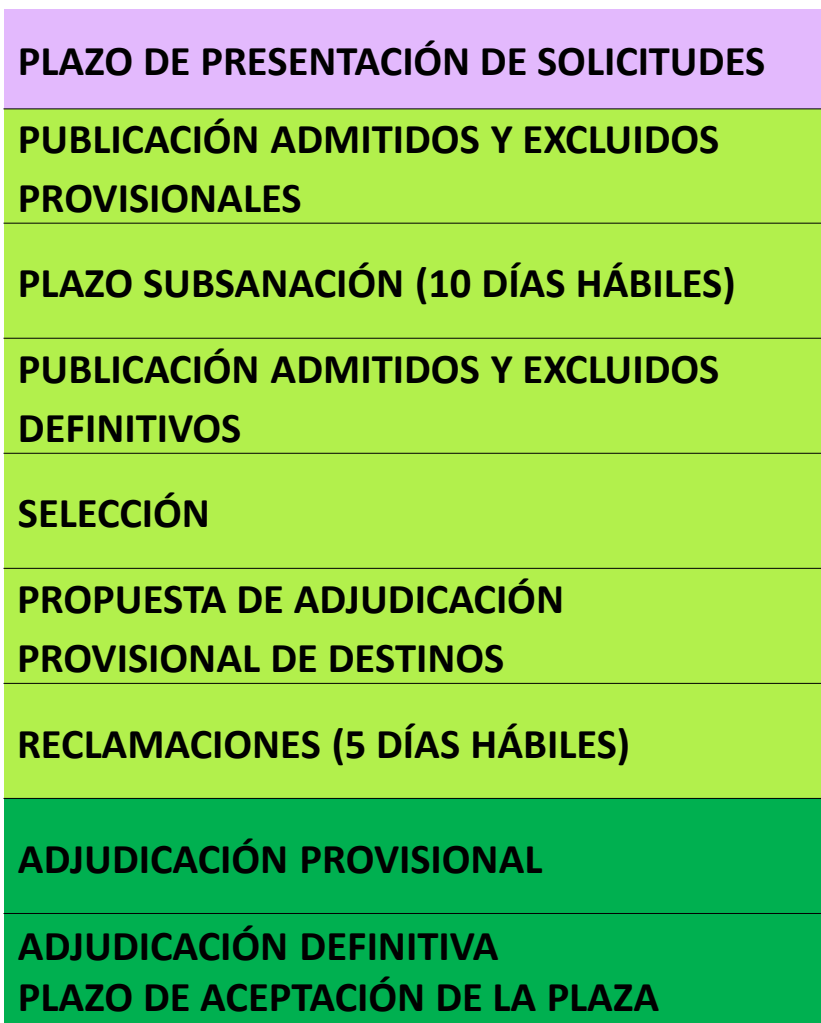 PLAZO DE PRESENTACIÓN DE SOLICITUDES
PUBLICACIÓN ADMITIDOS Y EXCLUIDOS
PROVISIONALES
PLAZO SUBSANACIÓN (10 DÍAS HÁBILES)
PUBLICACIÓN ADMITIDOS Y EXCLUIDOS
DEFINITIVOS
SELECCIÓN
PROPUESTA DE ADJUDICACIÓN
PROVISIONAL DE DESTINOS
RECLAMACIONES (5 DÍAS HÁBILES)
ADJUDICACIÓN PROVISIONAL
ADJUDICACIÓN DEFINITIVA
PLAZO DE ACEPTACIÓN DE LA PLAZA